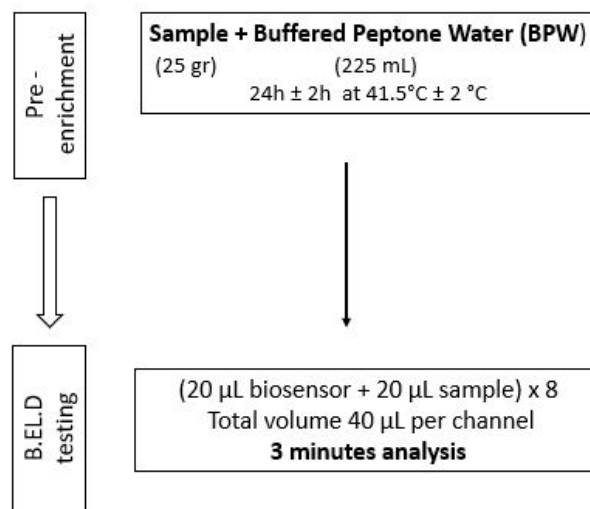 Pre -
enrichment
Sample + Buffered Peptone Water (BPW)
(25 gr) (225 mL)
24h ± 2h at 41.5°C ± 2 °C
B.EL.D
testing
(20 µL biosensor + 20 µL sample) x 8
Total volume 40 µL per channel
3 minutes analysis